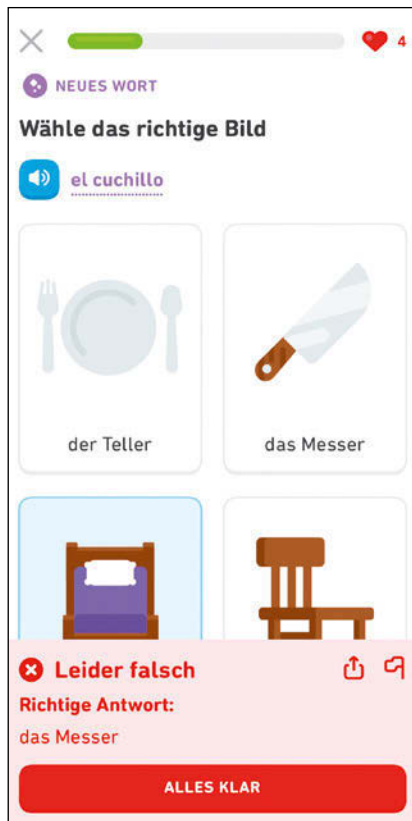 4
NEUES WORT
Wähle das richtige Bild
el cuchillo
der Teller
das Messer
Leider falsch
Richtige Antwort:
das Messer
ALLES KLAR